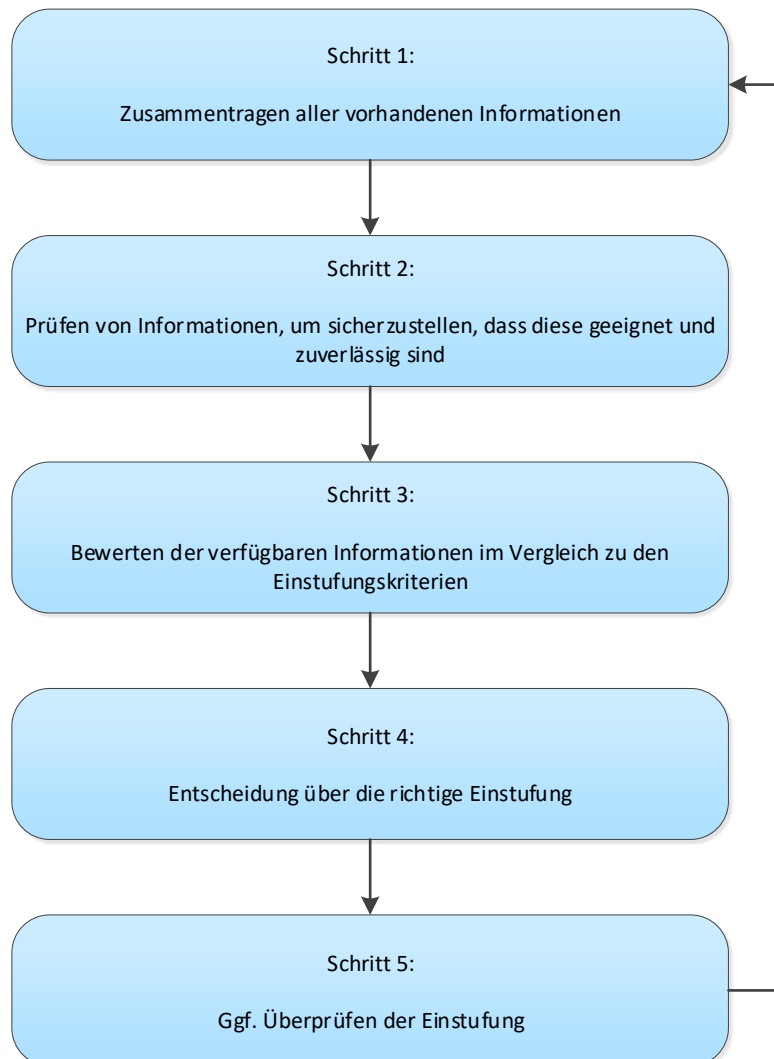 Schritt 1:
Zusammentragen aller vorhandenen Informationen
Schritt 2:
Prüfen von Informationen, um sicherzustellen, dass diese geeignet und
zuverlässig sind
Schritt 3:
Bewerten der verfügbaren Informationen im Vergleich zu den
Einstufungskriterien
Schritt 4:
Entscheidung über die richtige Einstufung
Schritt 5:
Ggf. Überprüfen der Einstufung